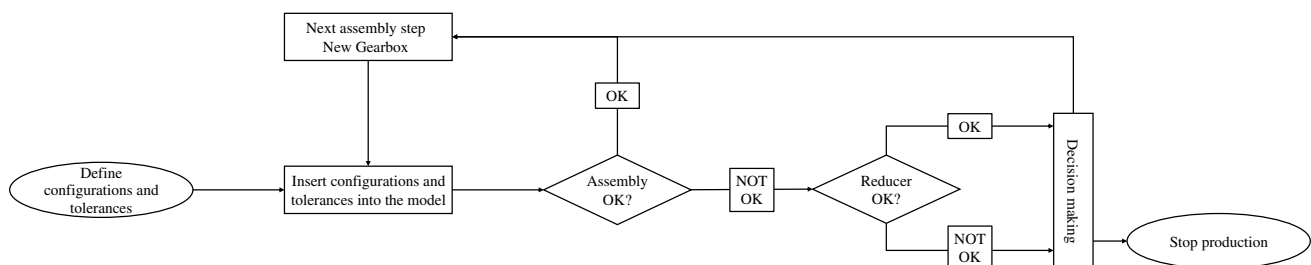 Next assembly step
New Gearbox
OK
OK
Define
configurations and
tolerances
Insert configurations and
tolerances into the model
Assembly
OK?
NOT
OK
Reducer
OK?
Decision making
NOT
OK
Stop production